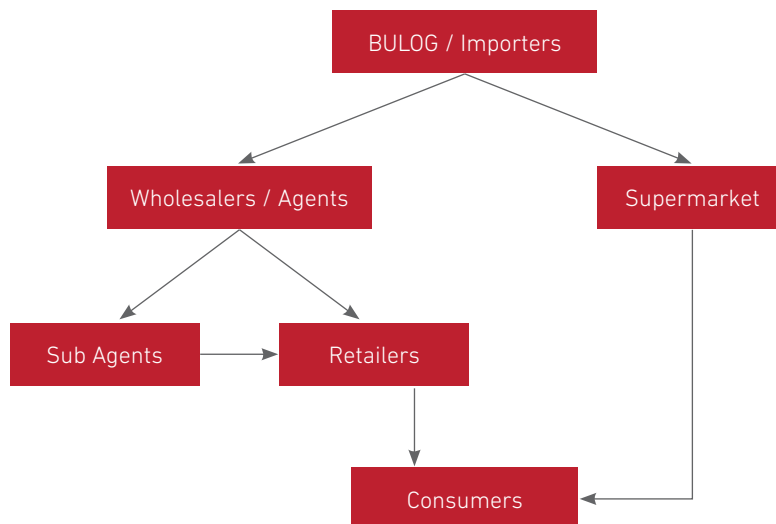 BULOG / Importers
Wholesalers / Agents
Supermarket
Sub Agents
Retailers
Consumers